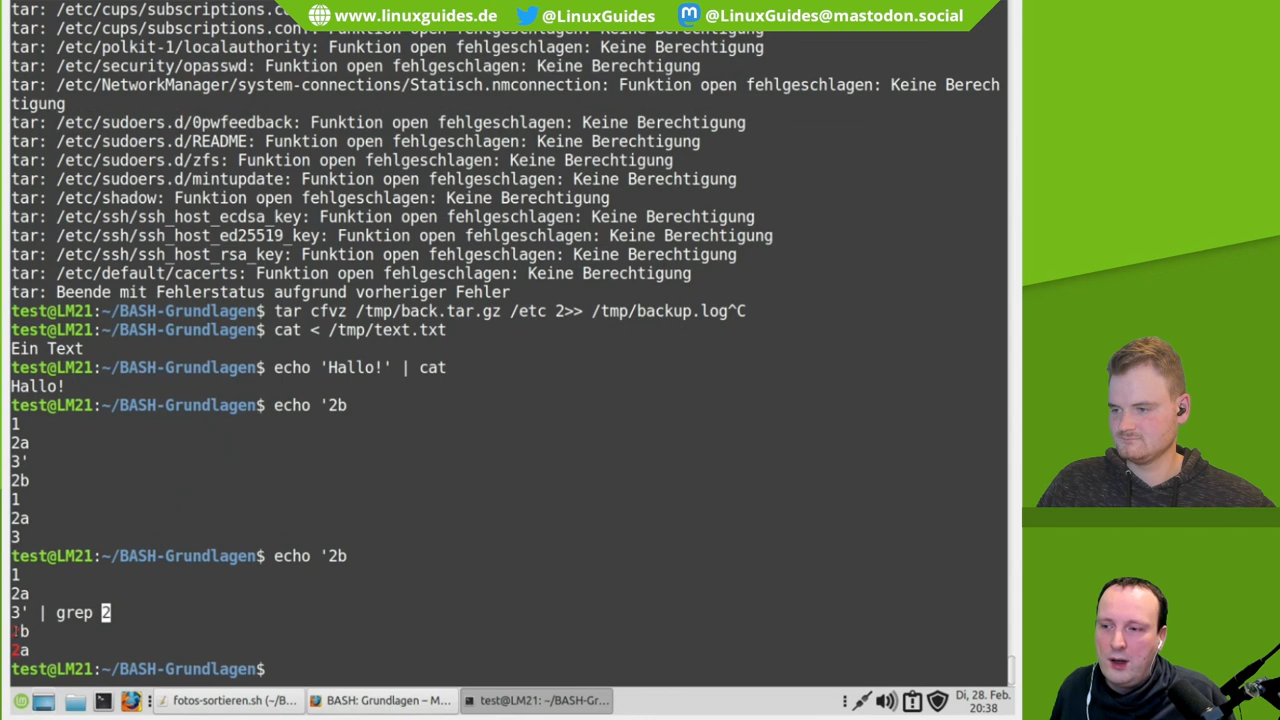 www.linuxguides.de @LinuxGuides @LinuxGuides@mastodon.social
tar: /etc/cups/subscriptions.c
tar: /etc/cups/subscriptions.conf: Funktion open fehlgeschlagen: Keine Berechtigung
tar: /etc/polkit-1/localauthority: Funktion open fehlgeschlagen: Keine Berechtigung
tar: /etc/security/opasswd: Funktion open fehlgeschlagen: Keine Berechtigung
tar: /etc/NetworkManager/system-connections/Statisch.nmconnection: Funktion open fehlgeschlagen: Keine Berech
tigung
tar: /etc/sudoers.d/0pwfeedback: Funktion open fehlgeschlagen: Keine Berechtigung
tar: /etc/sudoers.d/README: Funktion open fehlgeschlagen: Keine Berechtigung
tar: /etc/sudoers.d/zfs: Funktion open fehlgeschlagen: Keine Berechtigung
tar: /etc/sudoers.d/mintupdate: Funktion open fehlgeschlagen: Keine Berechtigung
tar: /etc/shadow: Funktion open fehlgeschlagen: Keine Berechtigung
tar: /etc/ssh/ssh_host_ecdsa_key: Funktion open fehlgeschlagen: Keine Berechtigung
tar: /etc/ssh/ssh_host_ed25519_key: Funktion open fehlgeschlagen: Keine Berechtigung
tar: /etc/ssh/ssh_host_rsa_key: Funktion open fehlgeschlagen: Keine Berechtigung
tar: /etc/default/cacerts: Funktion open fehlgeschlagen: Keine Berechtigung
tar: Beende mit Fehlerstatus aufgrund vorheriger Fehler
test@LM21:~/BASH-Grundlagen$ tar cfvz /tmp/back.tar.gz /etc 2>> /tmp/backup.log^C
test@LM21:~/BASH-Grundlagen$ cat < /tmp/text.txt
Ein Text
test@LM21:~/BASH-Grundlagen$ echo 'Hallo!' | cat
Hallo!
test@LM21:~/BASH-Grundlagen$ echo '2b
1
2a
3'
2b
1
2a
3
test@LM21:~/BASH-Grundlagen$ echo '2b
1
2a
3' | grep 2
2b
2a
test@LM21:~/BASH-Grundlagen$
fotos-sortieren.sh (~/B... BASH: Grundlagen – M... test@LM21: ~/BASH-Gr... Di, 28. Feb.
20:38